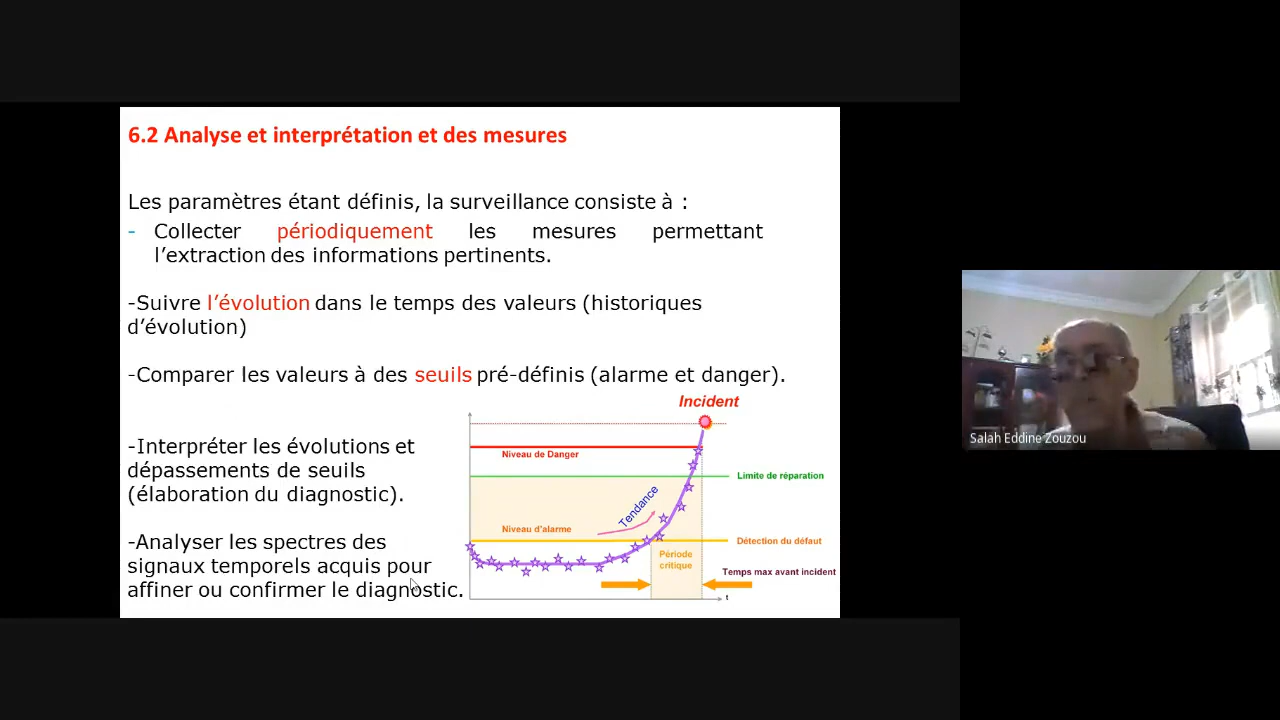 6.2 Analyse et interprétation et des mesures
Les paramètres étant définis, la surveillance consiste à :
- Collecter périodiquement les mesures permettant
l'extraction des informations pertinents.
-Suivre l'évolution dans le temps des valeurs (historiques
d'évolution)
-Comparer les valeurs à des seuils pré-définis (alarme et danger).
-Interpréter les évolutions et
dépassements de seuils
(élaboration du diagnostic).
-Analyser les spectres des
signaux temporels acquis pour
affiner ou confirmer le diagnostic.
Incident
Niveau de Danger
Limite de réparation
Tendance
Niveau d'alarme
Détection du défaut
Période
critique
Temps max avant incident
t
Salah Eddine Zouzou